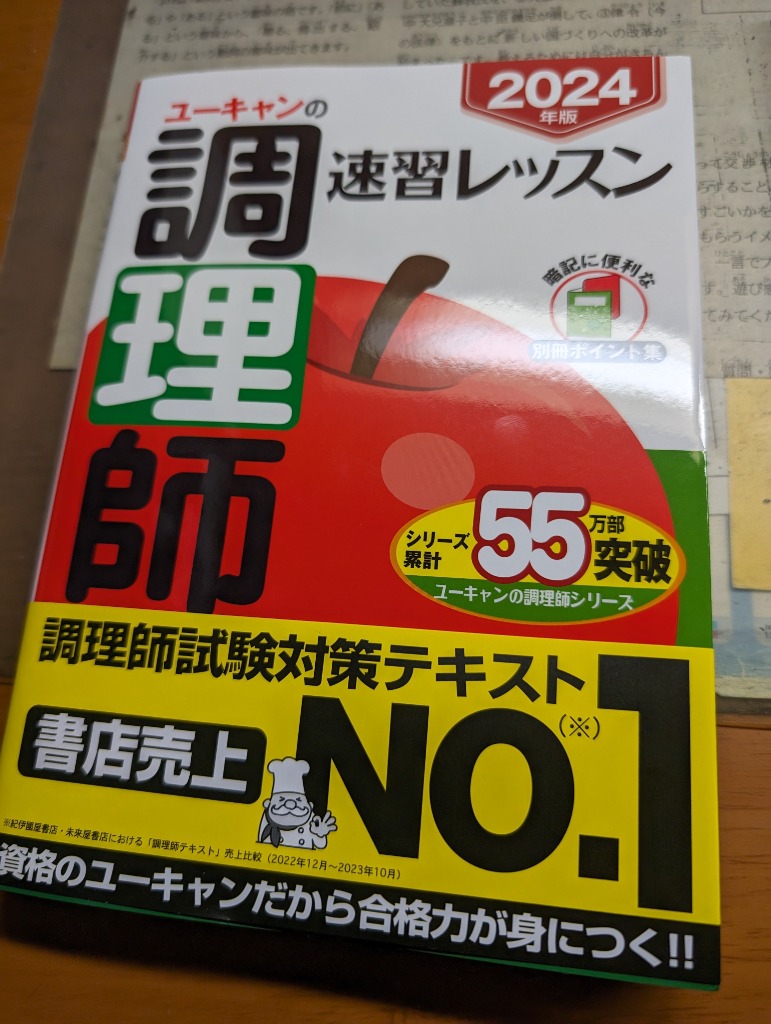 2024
年版
ユーキャンの
調理師
速習レッスン
暗記に便利な
別冊ポイント集
シリーズ
累計
55万部
突破
ユーキャンの調理師シリーズ
調理師試験対策テキスト
書店売上
NO.1
(※)
※紀伊國屋書店・未来屋書店における「調理師テキスト」売上比較（2022年12月～2023年10月）
資格のユーキャンだから合格力が身につく!!